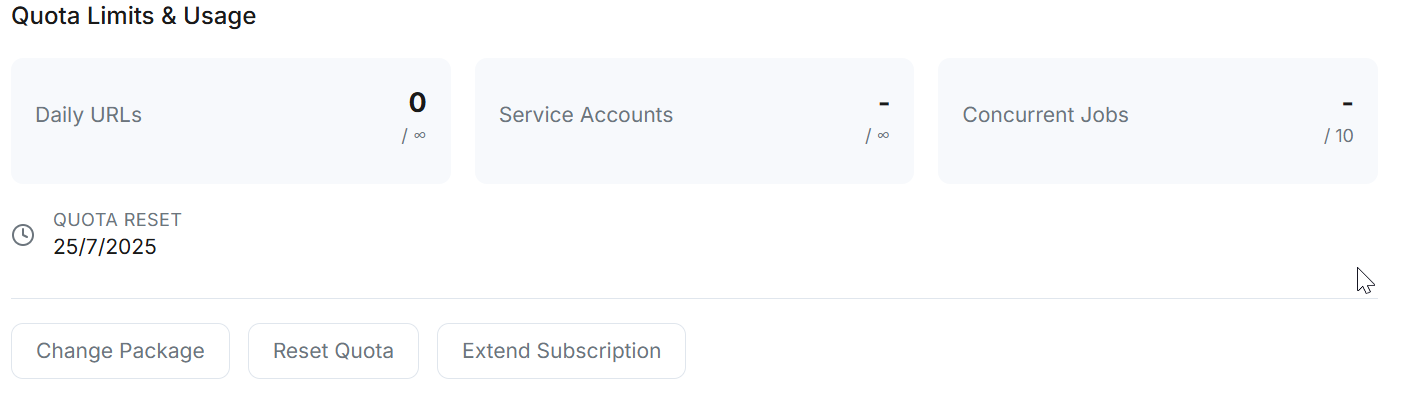 Quota Limits & Usage
Daily URLs
0
/ ∞
Service Accounts
-
/ ∞
Concurrent Jobs
-
/ 10
QUOTA RESET
25/7/2025
Change Package
Reset Quota
Extend Subscription